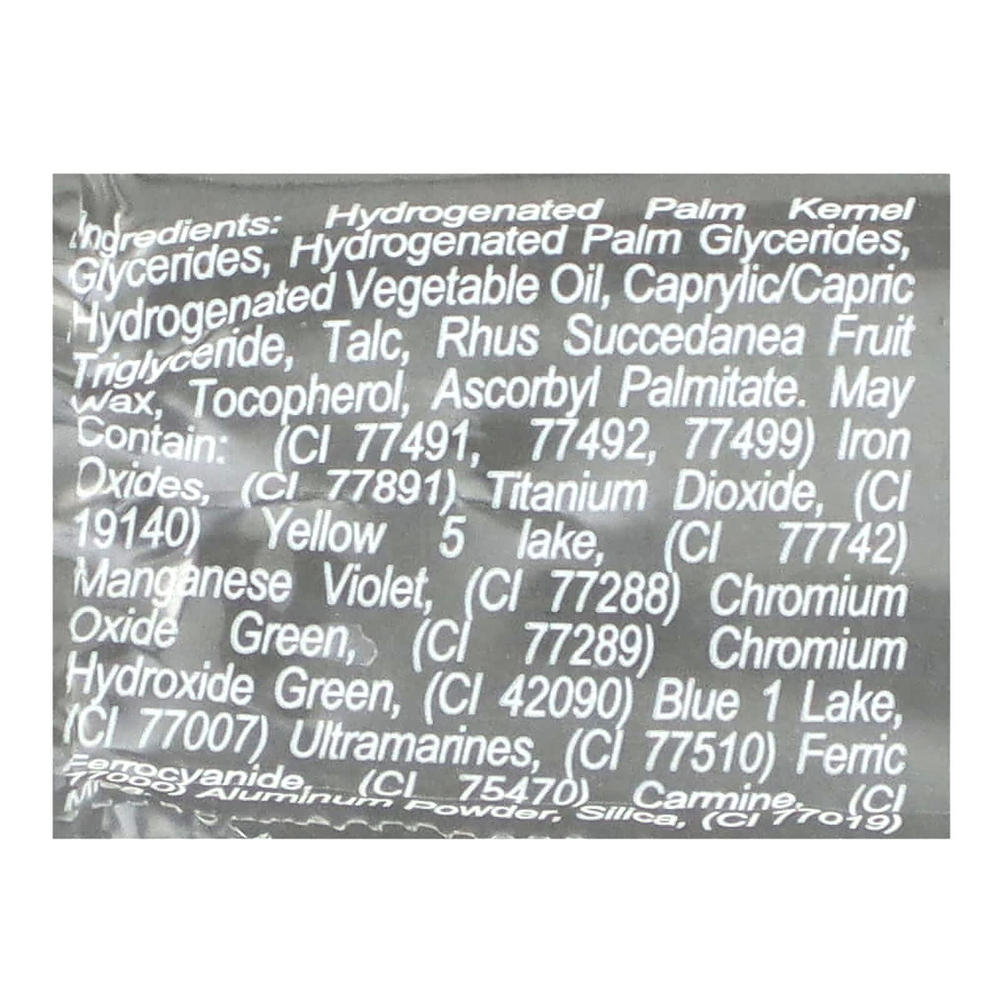 Ingredients: Hydrogenated Palm Kernel
Glycerides, Hydrogenated Palm Glycerides,
Hydrogenated Vegetable Oil, Caprylic/Capric
Triglyceride, Talc, Rhus Succedanea Fruit
Wax, Tocopherol, Ascorbyl Palmitate. May
Contain: (CI 77491, 77492, 77499) Iron
Oxides, (CI 77891) Titanium Dioxide, (CI
19140) Yellow 5 lake, (CI 77742)
Manganese Violet, (CI 77288) Chromium
Oxide Green, (CI 77289) Chromium
Hydroxide Green, (CI 42090) Blue 1 Lake,
(CI 77007) Ultramarines, (CI 77510) Ferric
Ferrocyanide, (CI 75470) Carmine, (CI
Aluminum Powder, Silica, (CI 77019)